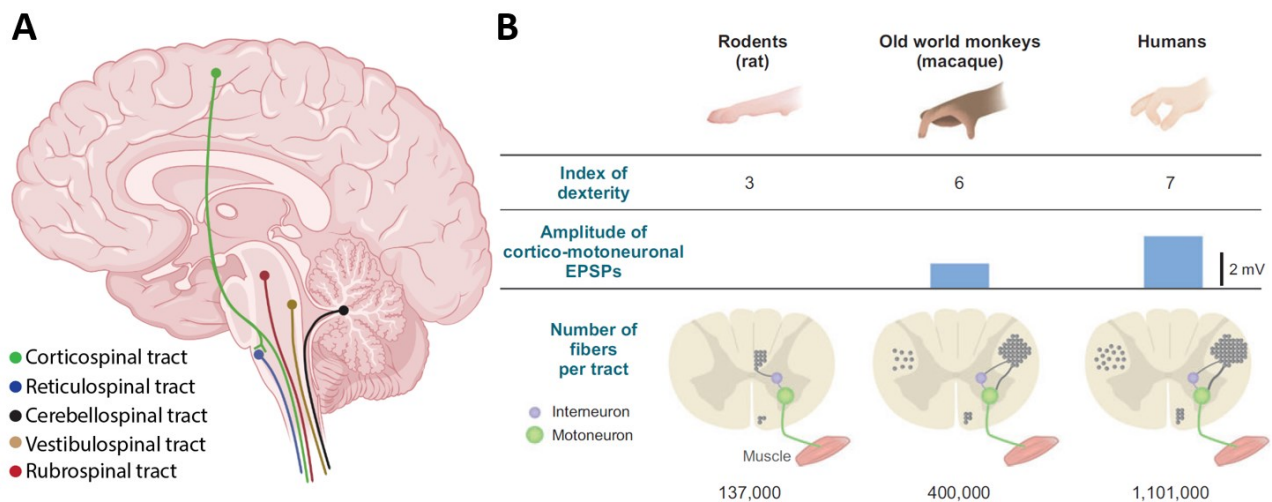 A
Corticospinal tract
Reticulospinal tract
Cerebellospinal tract
Vestibulospinal tract
Rubrospinal tract
B
Rodents
(rat)
Old world monkeys
(macaque)
Humans
Index of
dexterity
3
6
7
Amplitude of
cortico-motoneuronal
EPSPs
2 mV
Number of
fibers
per tract
Interneuron
Motoneuron
Muscle
137,000
400,000
1,101,000